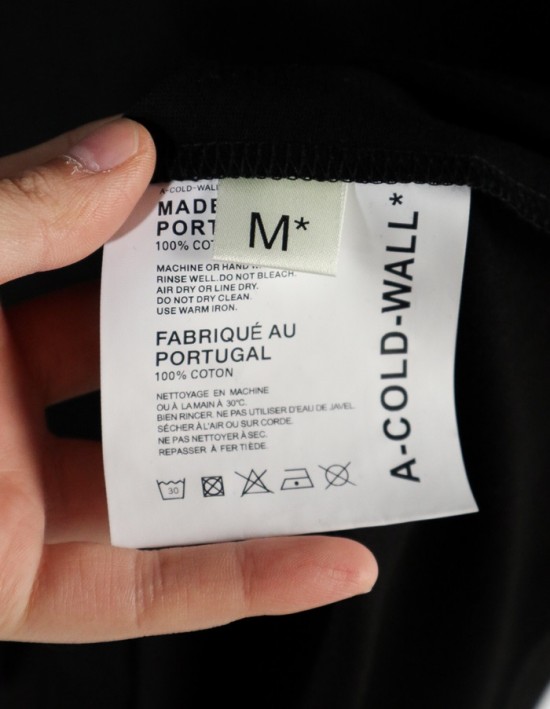 A-COLD-WALL
MADE
PORT
100% COT
M*
MACHINE OR HAND
RINSE WELL.DO NOT BLEACH.
AIR DRY OR LINE DRY.
DO NOT DRY CLEAN.
USE WARM IRON.
FABRIQUÉ AU
PORTUGAL
100% COTON
NETTOYAGE EN MACHINE
OU À LA MAIN À 30°C.
BIEN RINCER. NE PAS UTILISER D'EAU DE JAVEL.
SÉCHER À L'AIR OU SUR CORDE.
NE PAS NETTOYER À SEC.
REPASSER À FER TIÈDE.
30
A-COLD-WALL*